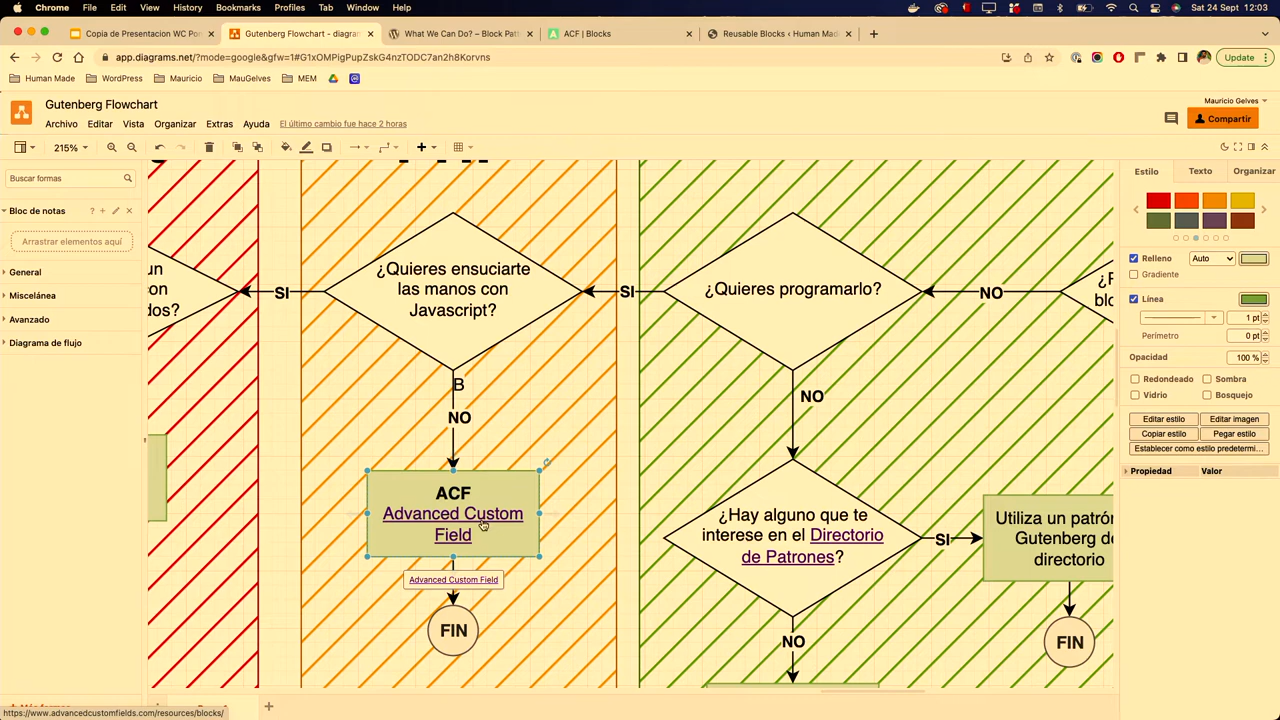 Chrome File Edit View History Bookmarks Profiles Tab Window Help Sat 24 Sept 12:03
Copia de Presentacion WC Por Gutenberg Flowchart - diagram What We Can Do? – Block Patt ACF | Blocks Reusable Blocks ‹ Human Made
app.diagrams.net/?mode=google&gfw=1#G1xOMPigPupZskG4nzTODC7an2h8Korvns Update
Human Made WordPress Mauricio MauGelves MEM
Gutenberg Flowchart Mauricio Gelves
Archivo Editar Vista Organizar Extras Ayuda El último cambio fue hace 2 horas Compartir
215%
Buscar formas
Bloc de notas ?
Arrastrar elementos aquí
General
Miscelánea
Avanzado
Diagrama de flujo
un
con
dos?
SI
¿Quieres ensuciarte
las manos con
Javascript?
B
NO
ACF
Advanced Custom
Field
Advanced Custom Field
FIN
SI
¿Quieres programarlo?
NO
NO
¿Hay alguno que te
interese en el Directorio
de Patrones?
SI
Utiliza un patró
Gutenberg de
directorio
FIN
NO
Estilo Texto Organizar
Relleno Auto
Gradiente
Línea
1 pt
Perímetro 0 pt
Opacidad 100 %
Redondeado Sombra
Vidrio Bosquejo
Editar estilo Editar imagen
Copiar estilo Pegar estilo
Establecer como estilo predetermi...
Propiedad Valor
https://www.advancedcustomfields.com/resources/blocks/